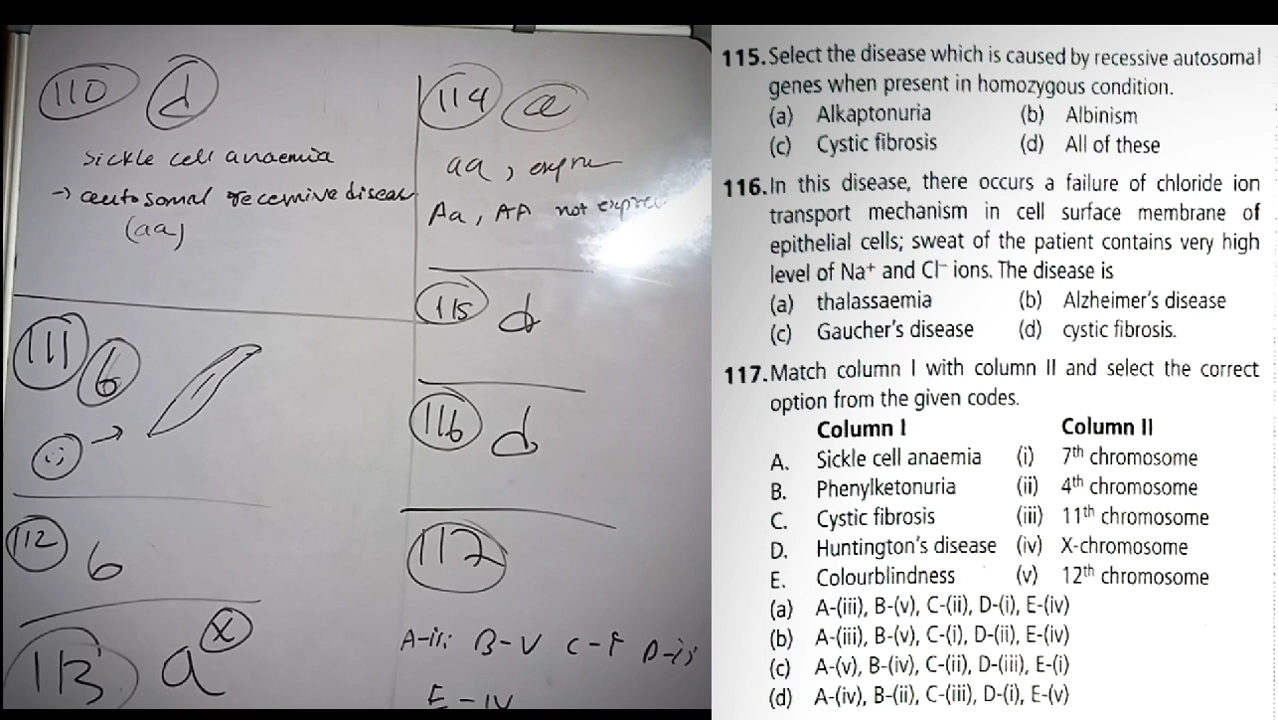 110 d
Sickle cell anaemia
→ autosomal recessive disease
(aa)
111 b
112 b
113 a x
114 a
aa, expre
Aa, AA not expre
115 d
116 d
117
A-iii B-V C-i D-ii
E-IV
115. Select the disease which is caused by recessive autosomal
genes when present in homozygous condition.
(a) Alkaptonuria (b) Albinism
(c) Cystic fibrosis (d) All of these
116. In this disease, there occurs a failure of chloride ion
transport mechanism in cell surface membrane of
epithelial cells; sweat of the patient contains very high
level of Na⁺ and Cl⁻ ions. The disease is
(a) thalassaemia (b) Alzheimer's disease
(c) Gaucher's disease (d) cystic fibrosis.
117. Match column I with column II and select the correct
option from the given codes.
Column I Column II
A. Sickle cell anaemia (i) 7th chromosome
B. Phenylketonuria (ii) 4th chromosome
C. Cystic fibrosis (iii) 11th chromosome
D. Huntington's disease (iv) X-chromosome
E. Colourblindness (v) 12th chromosome
(a) A-(iii), B-(v), C-(ii), D-(i), E-(iv)
(b) A-(iii), B-(v), C-(i), D-(ii), E-(iv)
(c) A-(v), B-(iv), C-(ii), D-(iii), E-(i)
(d) A-(iv), B-(ii), C-(iii), D-(i), E-(v)